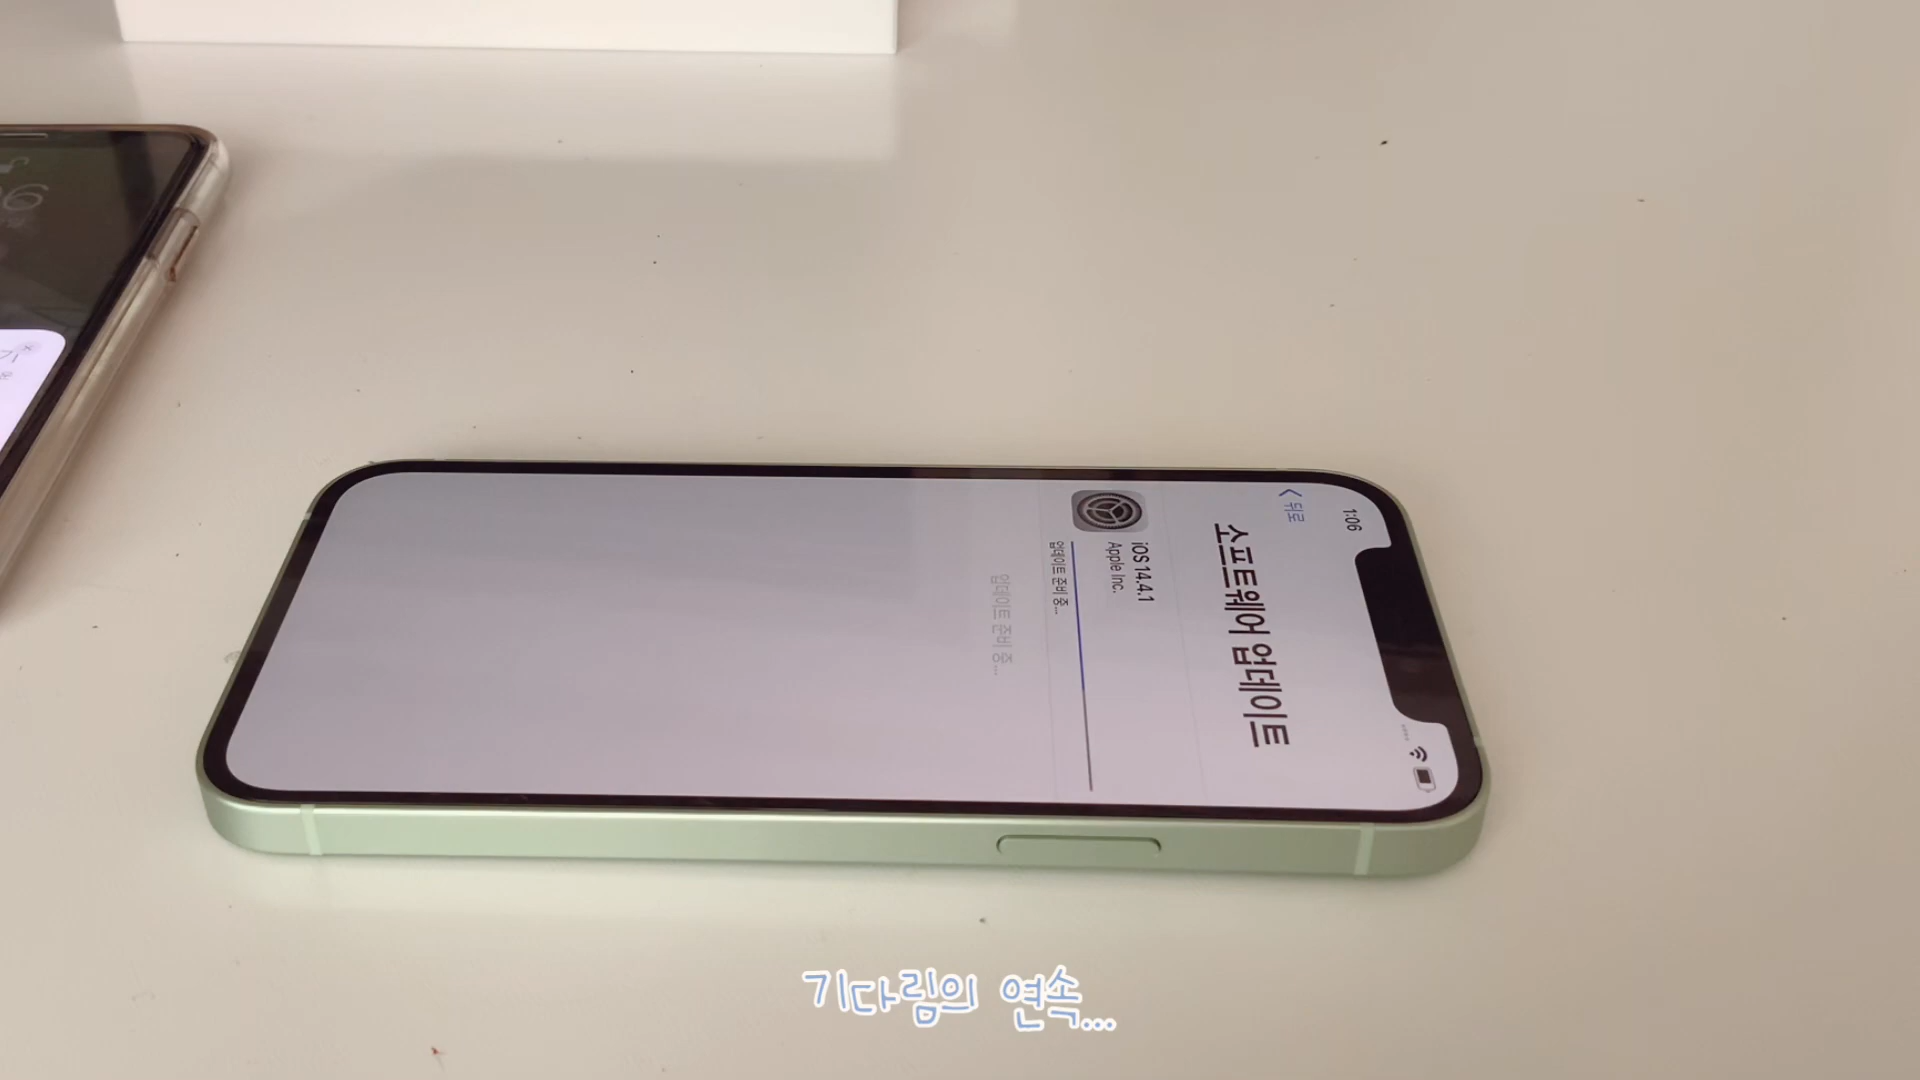 1:06
뒤로
소프트웨어 업데이트
iOS 14.4.1
Apple Inc.
업데이트 준비 중...
업데이트 준비 중...
기다림의 연속...